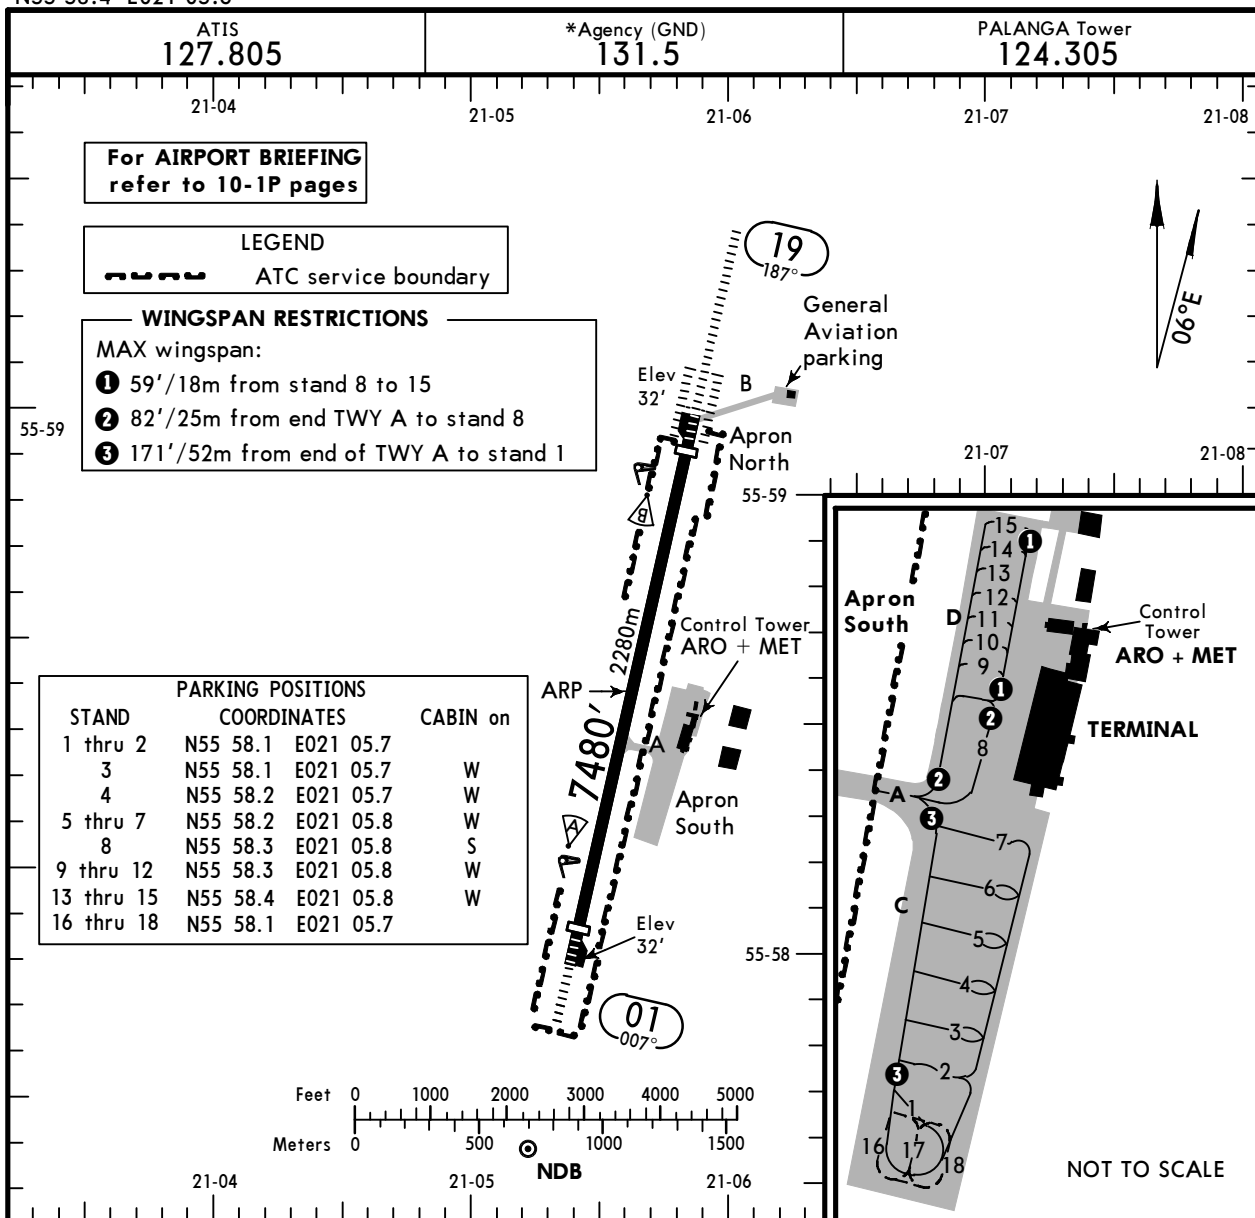 ATIS
127.805
*Agency (GND)
131.5
PALANGA Tower
124.305
21-04
21-05
21-06
21-07
21-08
For AIRPORT BRIEFING
refer to 10-1P pages
LEGEND
ATC service boundary
WINGSPAN RESTRICTIONS
MAX wingspan:
1 59'/18m from stand 8 to 15
2 82'/25m from end TWY A to stand 8
3 171'/52m from end of TWY A to stand 1
19
187°
General
Aviation
parking
06°E
Elev
32'
B
55-59
Apron
North
B
21-07
21-08
55-59
2280m
7480'
Control Tower
ARO + MET
ARP
A
Apron
South
A
PARKING POSITIONS
STAND COORDINATES CABIN on
1 thru 2 N55 58.1 E021 05.7
3 N55 58.1 E021 05.7 W
4 N55 58.2 E021 05.7 W
5 thru 7 N55 58.2 E021 05.8 W
8 N55 58.3 E021 05.8 S
9 thru 12 N55 58.3 E021 05.8 W
13 thru 15 N55 58.4 E021 05.8 W
16 thru 18 N55 58.1 E021 05.7
Elev
32'
55-58
01
007°
Feet 0 1000 2000 3000 4000 5000
Meters 0 500 1000 1500
NDB
21-04
21-05
21-06
15
1
14
13
12
11
10
9
Apron
South
D
Control
Tower
ARO + MET
1
2
TERMINAL
8
2
A
3
7
6
C
5
4
3
2
3
1
16
17
18
NOT TO SCALE